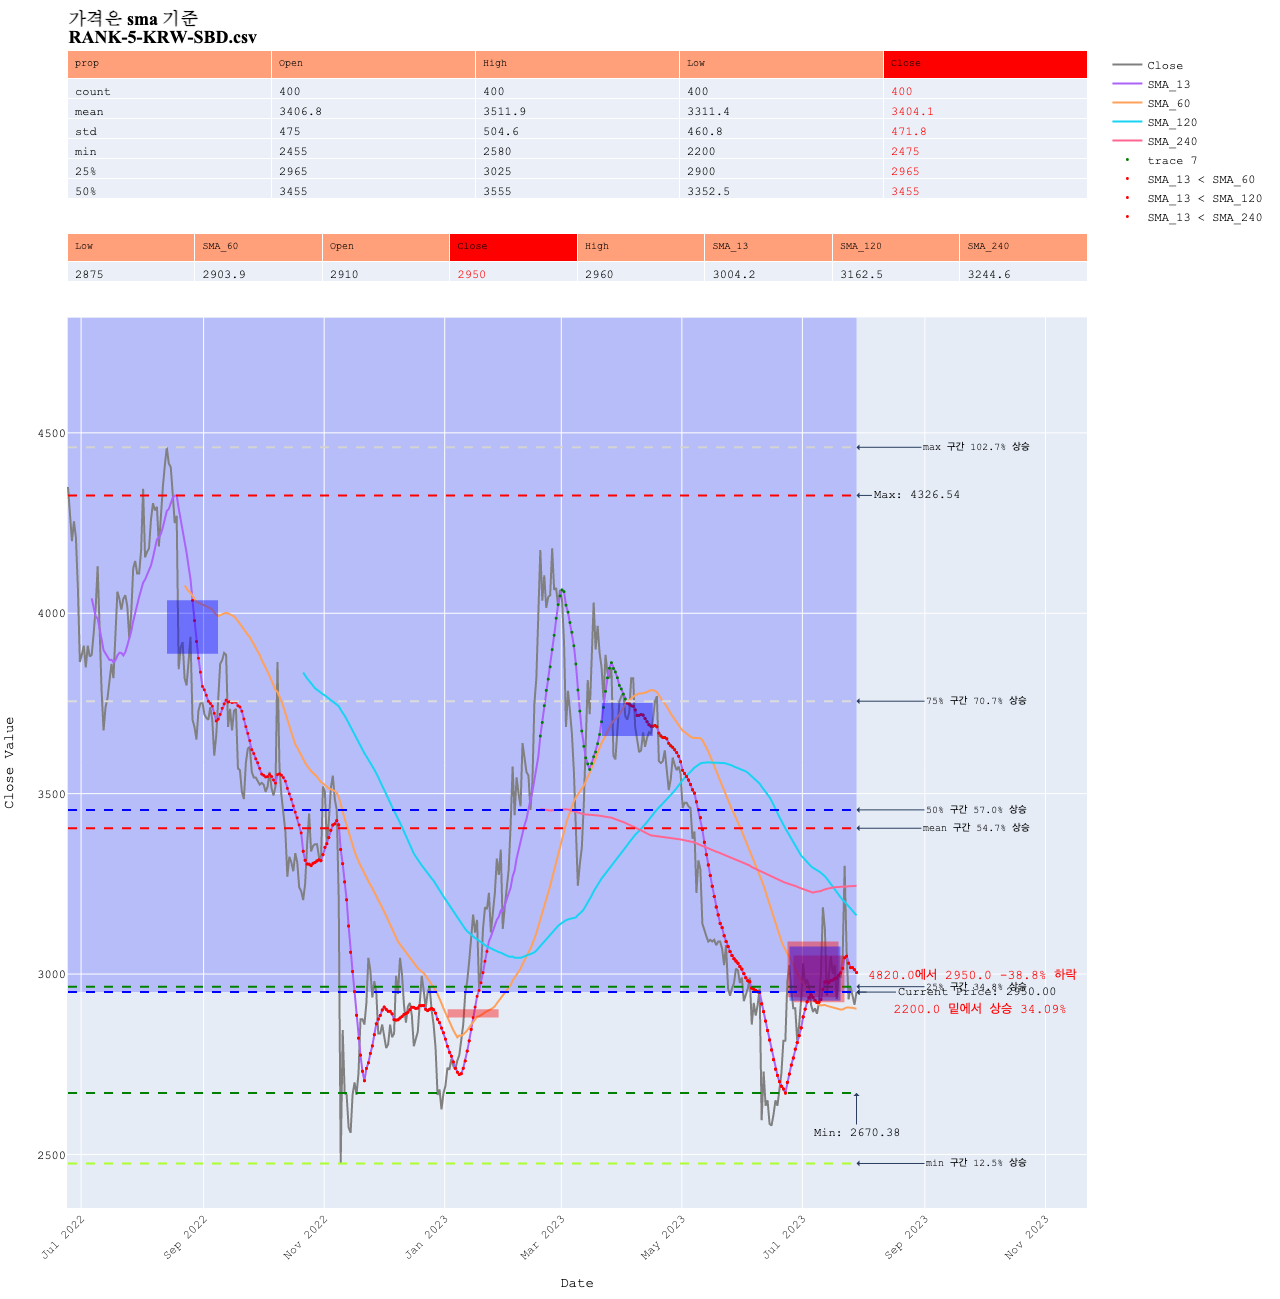 가격은 sma 기준
RANK-5-KRW-SBD.csv
prop Open High Low Close
count 400 400 400 400
mean 3406.8 3511.9 3311.4 3404.1
std 475 504.6 460.8 471.8
min 2455 2580 2200 2475
25% 2965 3025 2900 2965
50% 3455 3555 3352.5 3455
Low SMA_60 Open Close High SMA_13 SMA_120 SMA_240
2875 2903.9 2910 2950 2960 3004.2 3162.5 3244.6
Close
SMA_13
SMA_60
SMA_120
SMA_240
trace 7
SMA_13 < SMA_60
SMA_13 < SMA_120
SMA_13 < SMA_240
4500
4000
3500
3000
2500
Close Value
max 구간 102.7% 상승
Max: 4326.54
75% 구간 70.7% 상승
50% 구간 57.0% 상승
mean 구간 54.7% 상승
4820.0에서 2950.0 -38.8% 하락
25% 구간 34.8% 상승
Current Price: 2950.00
2200.0 밑에서 상승 34.09%
Min: 2670.38
min 구간 12.5% 상승
Jul 2022 Sep 2022 Nov 2022 Jan 2023 Mar 2023 May 2023 Jul 2023 Sep 2023 Nov 2023
Date